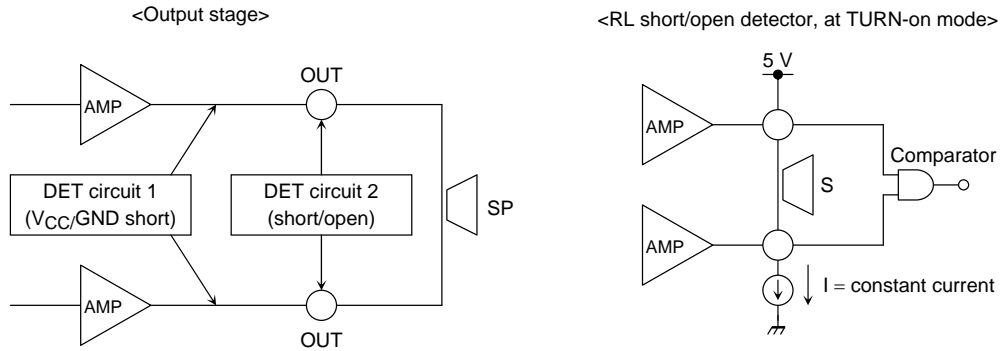 <Output stage>
AMP
OUT
DET circuit 1
(VCC/GND short)
DET circuit 2
(short/open)
SP
AMP
OUT
<RL short/open detector, at TURN-on mode>
5 V
AMP
Comparator
S
AMP
I = constant current